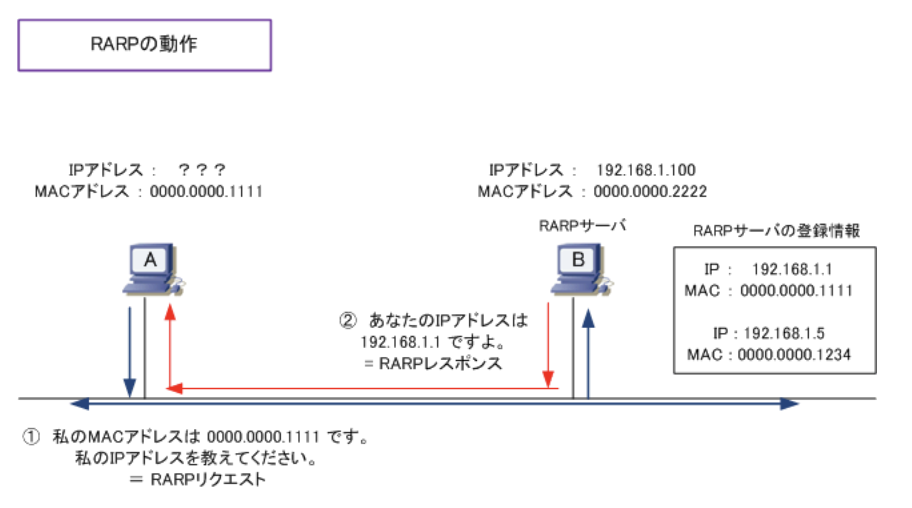 RARPの動作
IPアドレス : ? ? ?
MACアドレス : 0000.0000.1111
IPアドレス : 192.168.1.100
MACアドレス : 0000.0000.2222
RARPサーバ
RARPサーバの登録情報
A
B
IP : 192.168.1.1
MAC : 0000.0000.1111
IP : 192.168.1.5
MAC : 0000.0000.1234
② あなたのIPアドレスは
192.168.1.1 ですよ。
= RARPレスポンス
① 私のMACアドレスは 0000.0000.1111 です。
私のIPアドレスを教えてください。
= RARPリクエスト